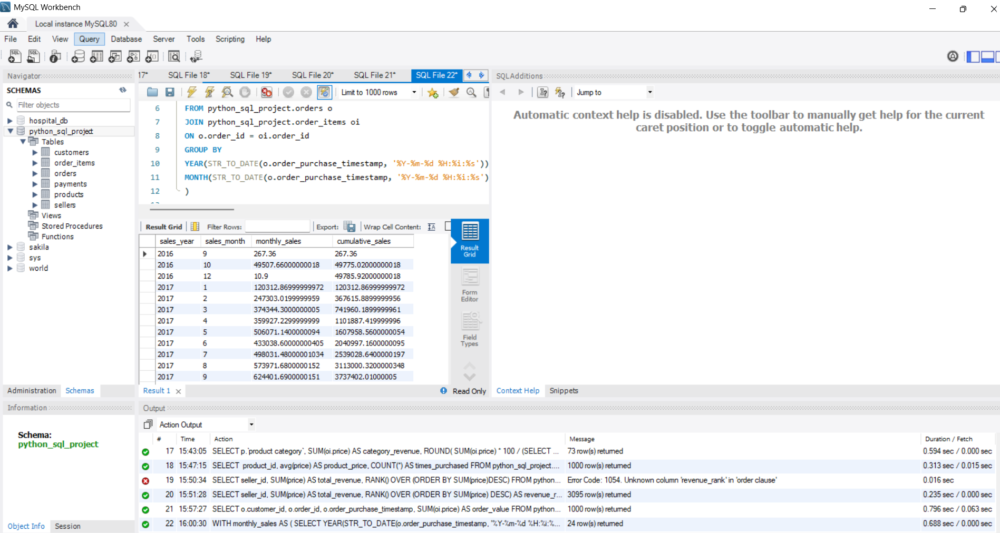 MySQL Workbench
Local instance MySQL80
File Edit View Query Database Server Tools Scripting Help
Navigator
SCHEMAS
Filter objects
hospital_db
python_sql_project
Tables
customers
order_items
orders
payments
products
sellers
Views
Stored Procedures
Functions
sakila
sys
world
Administration Schemas
Information
Schema:
python_sql_project
Object Info Session
17* SQL File 18* SQL File 19* SQL File 20* SQL File 21* SQL File 22*
Limit to 1000 rows
6 FROM python_sql_project.orders o
7 JOIN python_sql_project.order_items oi
8 ON o.order_id = oi.order_id
9 GROUP BY
10 YEAR(STR_TO_DATE(o.order_purchase_timestamp, '%Y-%m-%d %H:%i:%s'))
11 MONTH(STR_TO_DATE(o.order_purchase_timestamp, '%Y-%m-%d %H:%i:%s')
12 )
Result Grid Filter Rows: Export: Wrap Cell Content:
sales_year sales_month monthly_sales cumulative_sales
2016 9 267.36 267.36
2016 10 49507.66000000018 49775.02000000018
2016 12 10.9 49785.92000000018
2017 1 120312.86999999972 120312.86999999972
2017 2 247303.0199999959 367615.8899999956
2017 3 374344.3000000005 741960.1899999961
2017 4 359927.2299999999 1101887.419999996
2017 5 506071.1400000094 1607958.5600000054
2017 6 433038.60000000405 2040997.1600000095
2017 7 498031.48000001034 2539028.6400000197
2017 8 573971.6800000152 3113000.3200000348
2017 9 624401.6900000151 3737402.01000005
Result
Grid
Form
Editor
Field
Types
Result 1 Read Only
SQLAdditions
Jump to
Automatic context help is disabled. Use the toolbar to manually get help for the current
caret position or to toggle automatic help.
Context Help Snippets
Output
Action Output
# Time Action Message Duration / Fetch
17 15:43:05 SELECT p.`product category`, SUM(oi.price) AS category_revenue, ROUND( SUM(oi.price) * 100 / (SELECT ... 73 row(s) returned 0.594 sec / 0.000 sec
18 15:47:15 SELECT product_id, avg(price) AS product_price, COUNT(*) AS times_purchased FROM python_sql_project.... 1000 row(s) returned 0.313 sec / 0.015 sec
19 15:50:34 SELECT seller_id, SUM(price) AS total_revenue, RANK() OVER (ORDER BY SUM(price)DESC) FROM python... Error Code: 1054. Unknown column 'revenue_rank' in 'order clause' 0.016 sec
20 15:51:28 SELECT seller_id, SUM(price) AS total_revenue, RANK() OVER (ORDER BY SUM(price) DESC) AS revenue_r... 3095 row(s) returned 0.235 sec / 0.000 sec
21 15:57:27 SELECT o.customer_id, o.order_id, o.order_purchase_timestamp, SUM(oi.price) AS order_value FROM python... 1000 row(s) returned 0.796 sec / 0.063 sec
22 16:00:30 WITH monthly_sales AS ( SELECT YEAR(STR_TO_DATE(o.order_purchase_timestamp, '%Y-%m-%d %H:%i:%... 24 row(s) returned 0.688 sec / 0.000 sec